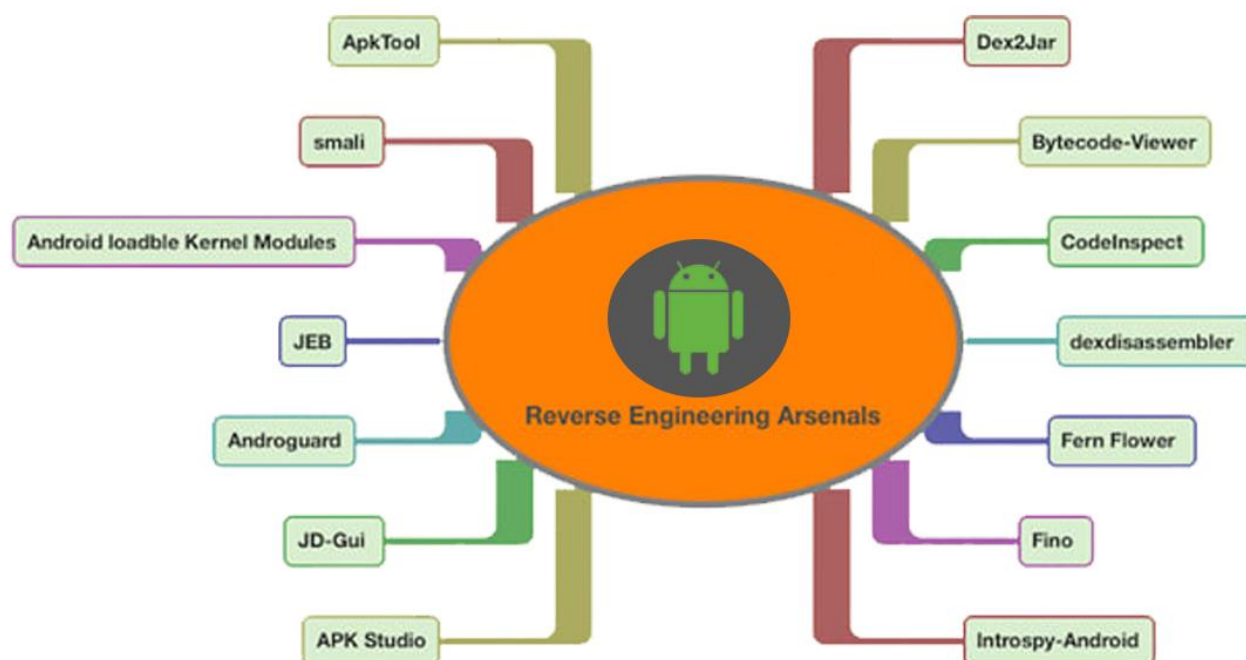 ApkTool
Dex2Jar
smali
Bytecode-Viewer
Android loadble Kernel Modules
CodeInspect
JEB
dexdisassembler
Reverse Engineering Arsenals
Androguard
Fern Flower
JD-Gui
Fino
APK Studio
Introspy-Android